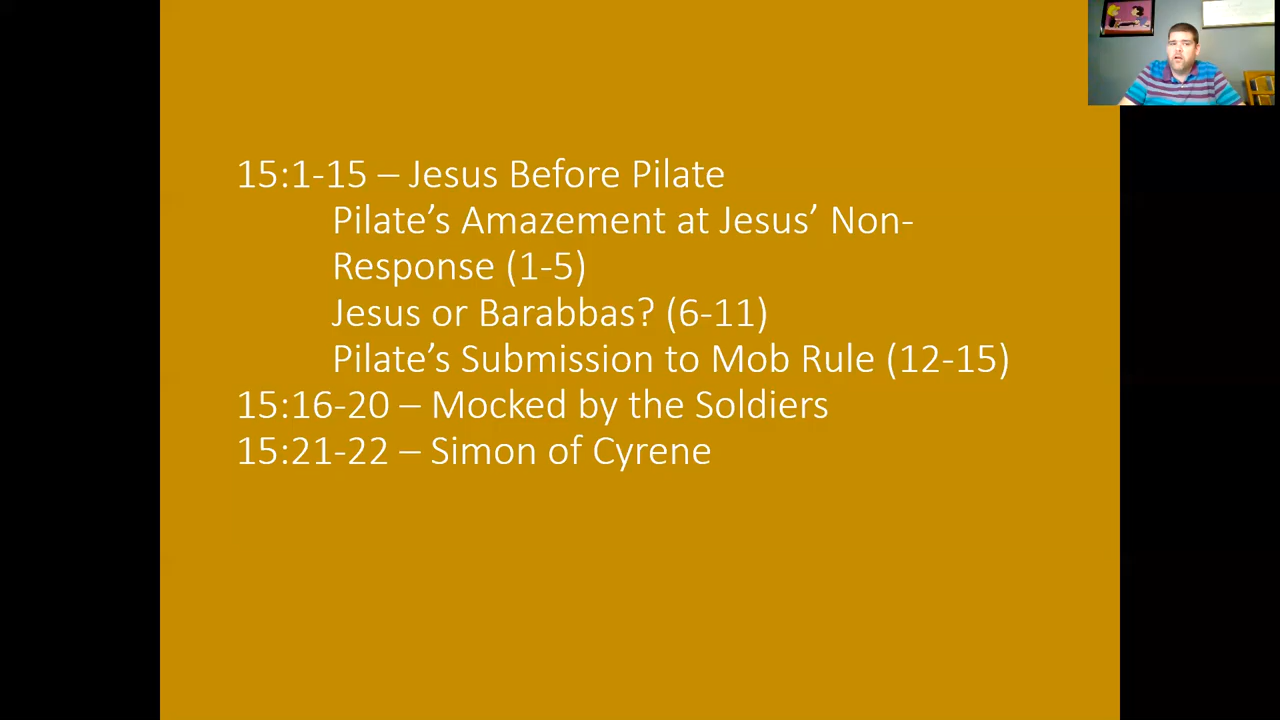 15:1-15 – Jesus Before Pilate
Pilate’s Amazement at Jesus’ Non-
Response (1-5)
Jesus or Barabbas? (6-11)
Pilate’s Submission to Mob Rule (12-15)
15:16-20 – Mocked by the Soldiers
15:21-22 – Simon of Cyrene